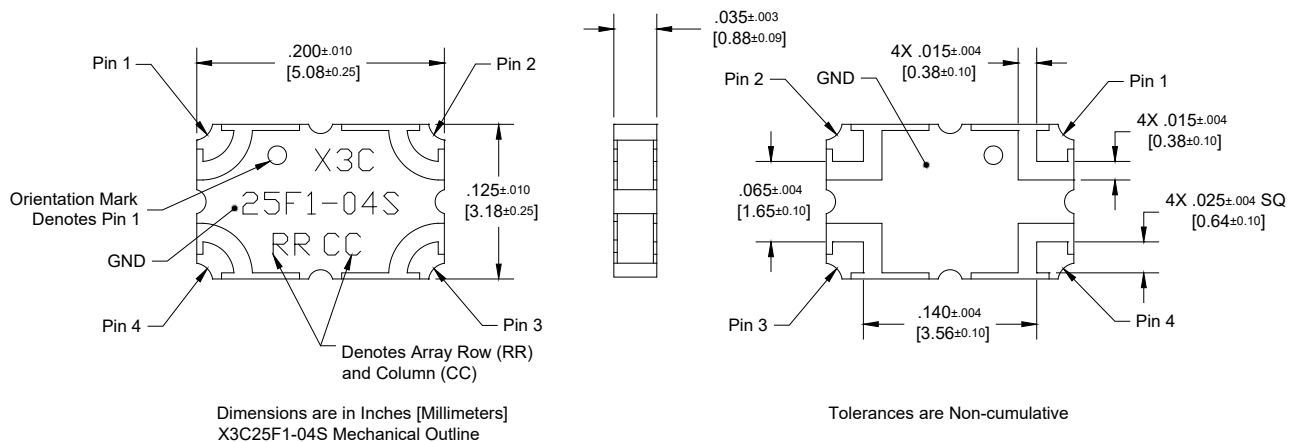 .200±.010
[5.08±0.25]
Pin 1
Pin 2
X3C
25F1-04S
RR CC
Orientation Mark
Denotes Pin 1
GND
.125±.010
[3.18±0.25]
Pin 4
Pin 3
Denotes Array Row (RR)
and Column (CC)
Dimensions are in Inches [Millimeters]
X3C25F1-04S Mechanical Outline
.035±.003
[0.88±0.09]
4X .015±.004
[0.38±0.10]
Pin 2
GND
Pin 1
4X .015±.004
[0.38±0.10]
.065±.004
[1.65±0.10]
4X .025±.004 SQ
[0.64±0.10]
Pin 3
.140±.004
[3.56±0.10]
Pin 4
Tolerances are Non-cumulative